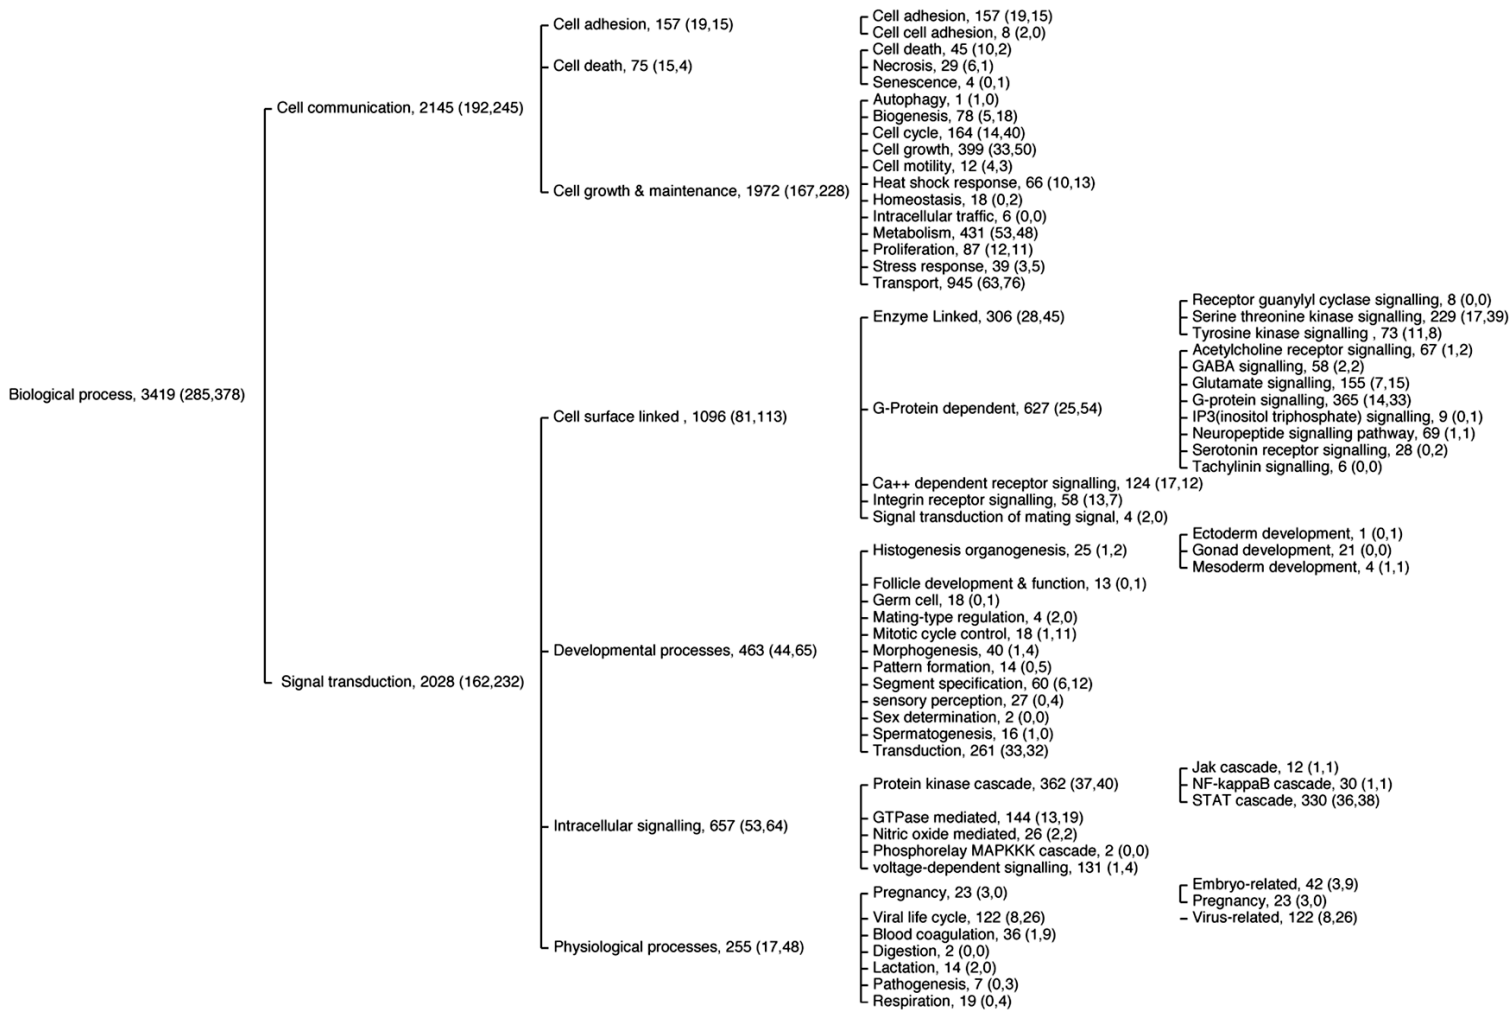 Biological process, 3419 (285,378)
Cell communication, 2145 (192,245)
Cell adhesion, 157 (19,15)
Cell adhesion, 157 (19,15)
Cell cell adhesion, 8 (2,0)
Cell death, 75 (15,4)
Cell death, 45 (10,2)
Necrosis, 29 (6,1)
Senescence, 4 (0,1)
Cell growth & maintenance, 1972 (167,228)
Autophagy, 1 (1,0)
Biogenesis, 78 (5,18)
Cell cycle, 164 (14,40)
Cell growth, 399 (33,50)
Cell motility, 12 (4,3)
Heat shock response, 66 (10,13)
Homeostasis, 18 (0,2)
Intracellular traffic, 6 (0,0)
Metabolism, 431 (53,48)
Proliferation, 87 (12,11)
Stress response, 39 (3,5)
Transport, 945 (63,76)
Signal transduction, 2028 (162,232)
Cell surface linked , 1096 (81,113)
Enzyme Linked, 306 (28,45)
Receptor guanylyl cyclase signalling, 8 (0,0)
Serine threonine kinase signalling, 229 (17,39)
Tyrosine kinase signalling , 73 (11,8)
G-Protein dependent, 627 (25,54)
Acetylcholine receptor signalling, 67 (1,2)
GABA signalling, 58 (2,2)
Glutamate signalling, 155 (7,15)
G-protein signalling, 365 (14,33)
IP3(inositol triphosphate) signalling, 9 (0,1)
Neuropeptide signalling pathway, 69 (1,1)
Serotonin receptor signalling, 28 (0,2)
Tachylinin signalling, 6 (0,0)
Ca++ dependent receptor signalling, 124 (17,12)
Integrin receptor signalling, 58 (13,7)
Signal transduction of mating signal, 4 (2,0)
Developmental processes, 463 (44,65)
Histogenesis organogenesis, 25 (1,2)
Ectoderm development, 1 (0,1)
Gonad development, 21 (0,0)
Mesoderm development, 4 (1,1)
Follicle development & function, 13 (0,1)
Germ cell, 18 (0,1)
Mating-type regulation, 4 (2,0)
Mitotic cycle control, 18 (1,11)
Morphogenesis, 40 (1,4)
Pattern formation, 14 (0,5)
Segment specification, 60 (6,12)
sensory perception, 27 (0,4)
Sex determination, 2 (0,0)
Spermatogenesis, 16 (1,0)
Transduction, 261 (33,32)
Intracellular signalling, 657 (53,64)
Protein kinase cascade, 362 (37,40)
Jak cascade, 12 (1,1)
NF-kappaB cascade, 30 (1,1)
STAT cascade, 330 (36,38)
GTPase mediated, 144 (13,19)
Nitric oxide mediated, 26 (2,2)
Phosphorelay MAPKKK cascade, 2 (0,0)
voltage-dependent signalling, 131 (1,4)
Physiological processes, 255 (17,48)
Pregnancy, 23 (3,0)
Embryo-related, 42 (3,9)
Pregnancy, 23 (3,0)
Viral life cycle, 122 (8,26)
Virus-related, 122 (8,26)
Blood coagulation, 36 (1,9)
Digestion, 2 (0,0)
Lactation, 14 (2,0)
Pathogenesis, 7 (0,3)
Respiration, 19 (0,4)